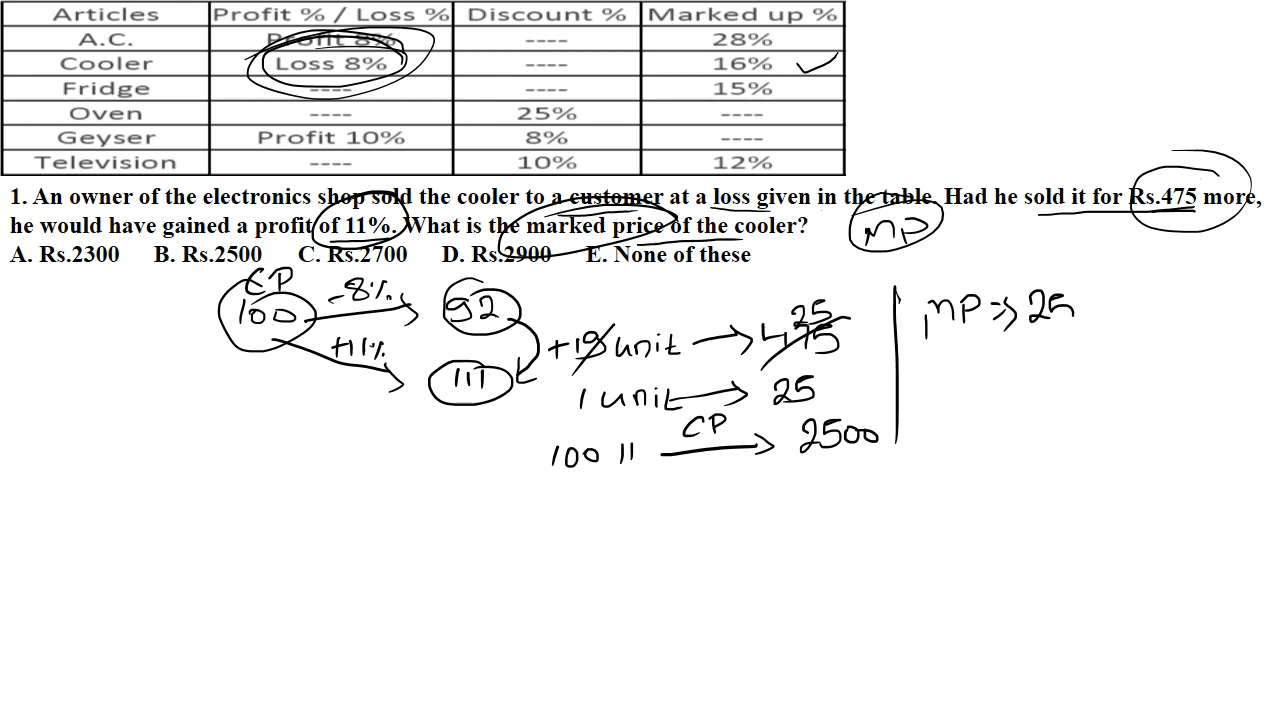 Articles Profit % / Loss % Discount % Marked up %
A.C. Profit 8% ---- 28%
Cooler Loss 8% ---- 16%
Fridge ---- ---- 15%
Oven ---- 25% ----
Geyser Profit 10% 8% ----
Television ---- 10% 12%
1. An owner of the electronics shop sold the cooler to a customer at a loss given in the table. Had he sold it for Rs.475 more,
he would have gained a profit of 11%. What is the marked price of the cooler?
MP
A. Rs.2300 B. Rs.2500 C. Rs.2700 D. Rs.2900 E. None of these
CP
100 -8% 92
+11% 111
+19 unit 475 25
1 unit 25
100 11 CP 2500
MP => 25